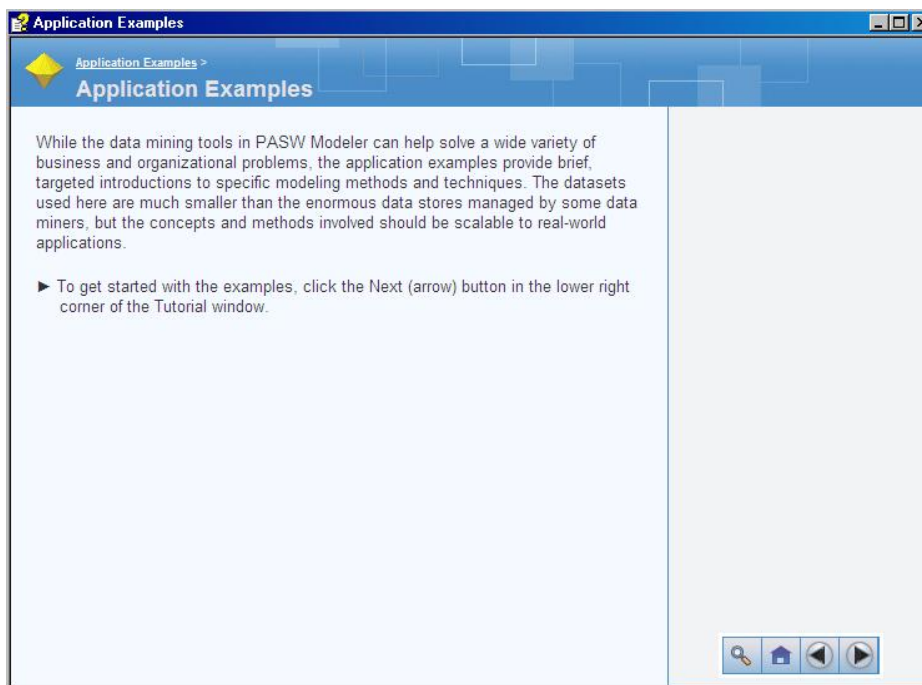 Application Examples
Application Examples >
Application Examples
While the data mining tools in PASW Modeler can help solve a wide variety of
business and organizational problems, the application examples provide brief,
targeted introductions to specific modeling methods and techniques. The datasets
used here are much smaller than the enormous data stores managed by some data
miners, but the concepts and methods involved should be scalable to real-world
applications.
► To get started with the examples, click the Next (arrow) button in the lower right
corner of the Tutorial window.